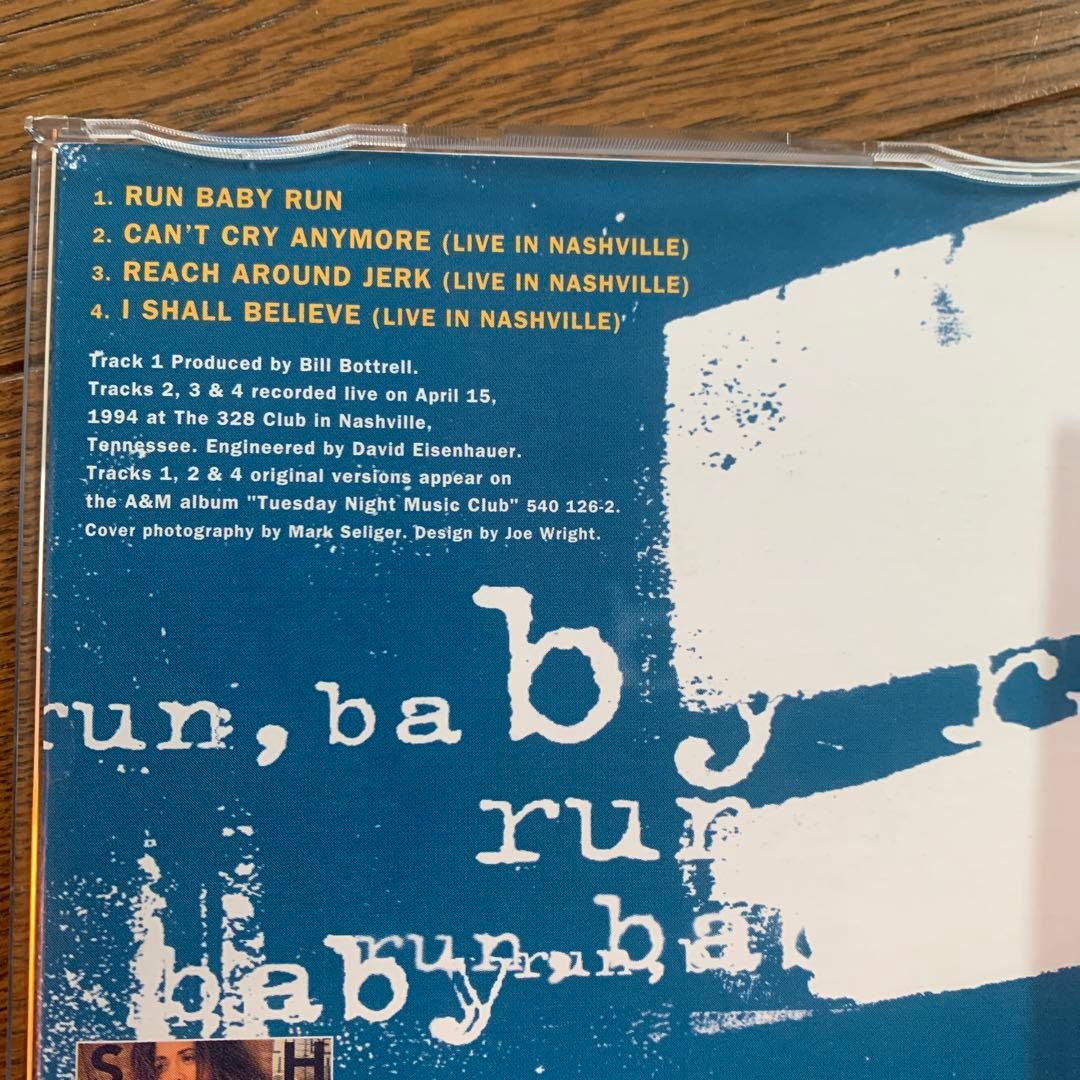 1. RUN BABY RUN
2. CAN'T CRY ANYMORE (LIVE IN NASHVILLE)
3. REACH AROUND JERK (LIVE IN NASHVILLE)
4. I SHALL BELIEVE (LIVE IN NASHVILLE)
Track 1 Produced by Bill Bottrell.
Tracks 2, 3 & 4 recorded live on April 15,
1994 at The 328 Club in Nashville,
Tennessee. Engineered by David Eisenhauer.
Tracks 1, 2 & 4 original versions appear on
the A&M album "Tuesday Night Music Club" 540 126-2.
Cover photography by Mark Seliger. Design by Joe Wright.
run, baby r
run
run, ba
baby run,
S H